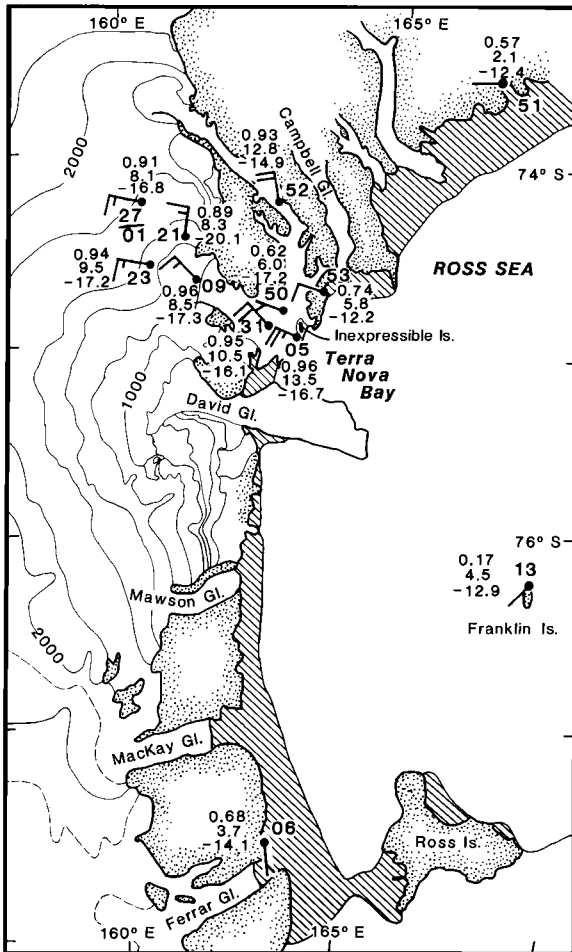 160° E
165° E
0.57
2.1
-12.4
51
2000
Campbell Gl.
0.93
12.8
-14.9
52
74° S
0.91
8.1
-16.8
27
01
21
0.89
8.3
-20.1
0.94
9.5
-17.2
23
09
0.96
8.5
-17.3
0.62
6.0
-17.2
50
53
0.74
5.8
-12.2
ROSS SEA
31
0.95
10.5
-16.1
05
0.96
13.5
-16.7
Inexpressible Is.
Terra
Nova
Bay
1000
David Gl.
76° S
0.17
4.5
-12.9
13
Franklin Is.
Mawson Gl.
2000
MacKay Gl.
0.68
3.7
-14.1
06
Ross Is.
Ferrar Gl.
160° E
165° E